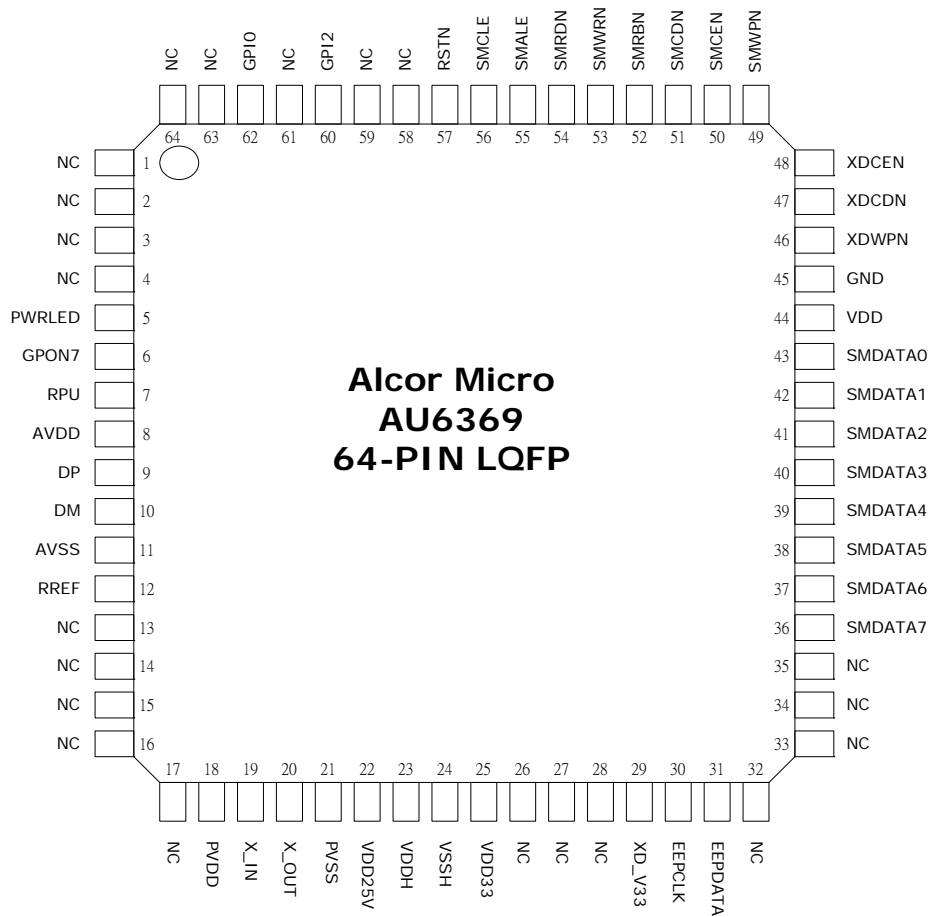 NC
NC
GPI0
NC
GPI2
NC
NC
RSTN
SMCLE
SMALE
SMRDN
SMWRN
SMRBN
SMCDN
SMCEN
SMWPN
64 63 62 61 60 59 58 57 56 55 54 53 52 51 50 49
NC 1 48 XDCEN
NC 2 47 XDCDN
NC 3 46 XDWPN
NC 4 45 GND
PWRLED 5 44 VDD
GPON7 6 43 SMDATA0
RPU 7 42 SMDATA1
AVDD 8 41 SMDATA2
DP 9 40 SMDATA3
DM 10 39 SMDATA4
AVSS 11 38 SMDATA5
RREF 12 37 SMDATA6
NC 13 36 SMDATA7
NC 14 35 NC
NC 15 34 NC
NC 16 33 NC
Alcor Micro
AU6369
64-PIN LQFP
17 18 19 20 21 22 23 24 25 26 27 28 29 30 31 32
NC
PVDD
X_IN
X_OUT
PVSS
VDD25V
VDDH
VSSH
VDD33
NC
NC
NC
XD_V33
EEPCLK
EEPDATA
NC